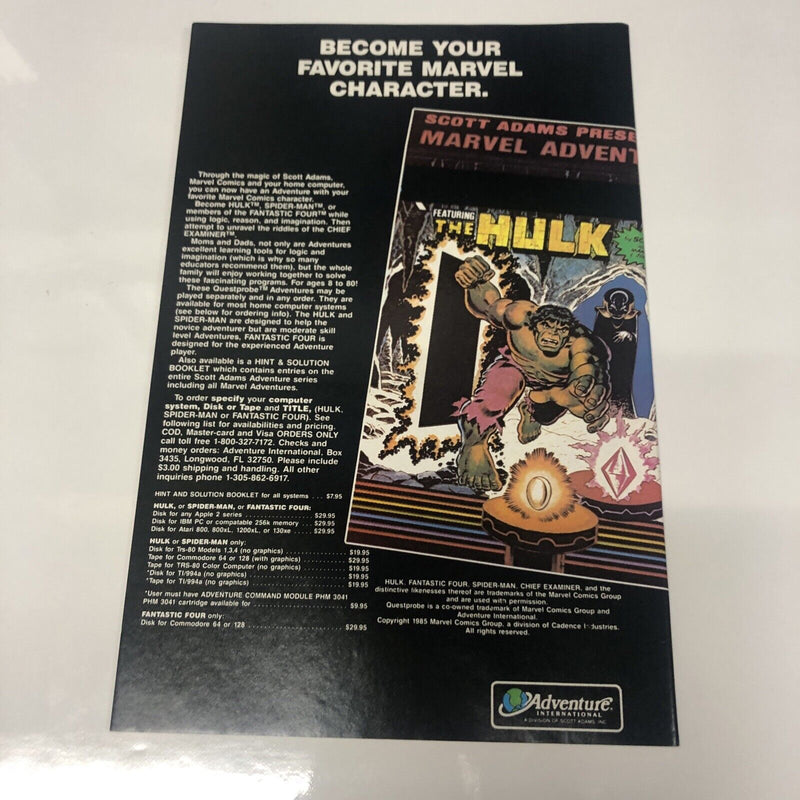 BECOME YOUR
FAVORITE MARVEL
CHARACTER.
Through the magic of Scott Adams,
Marvel Comics and your home computer,
you can now have an Adventure with your
favorite Marvel Comics character.
Become HULK™, SPIDER-MAN™, or
members of the FANTASTIC FOUR™ while
using logic, reason, and imagination. Then
attempt to unravel the riddles of the CHIEF
EXAMINER™.
Moms and Dads, not only are Adventures
excellent learning tools for logic and
imagination (which is why so many
educators recommend them), but the whole
family will enjoy working together to solve
these fascinating programs. For ages 8 to 80!
These Questprobe™ Adventures may be
played separately and in any order. They are
available for most home computer systems
(see below for ordering info). The HULK and
SPIDER-MAN are designed to help the
novice adventurer but are moderate skill
level Adventures, FANTASTIC FOUR is
designed for the experienced Adventure
player.
Also available is a HINT & SOLUTION
BOOKLET which contains entries on the
entire Scott Adams Adventure series
including all Marvel Adventures.
To order specify your computer
system, Disk or Tape and TITLE, (HULK,
SPIDER-MAN or FANTASTIC FOUR). See
following list for availabilities and pricing.
COD, Master-card and Visa ORDERS ONLY
call toll free 1-800-327-7172. Checks and
money orders: Adventure International, Box
3435, Longwood, FL 32750. Please include
$3.00 shipping and handling. All other
inquiries phone 1-305-862-6917.
HINT AND SOLUTION BOOKLET for all systems . . . $7.95
HULK, or SPIDER-MAN, or FANTASTIC FOUR:
Disk for any Apple 2 series . . . $29.95
Disk for IBM PC or compatable 256k memory . . . $29.95
Disk for Atari 800, 800xL, 1200xL, or 130xe . . . $29.95
HULK or SPIDER-MAN only:
Disk for Trs-80 Models 1,3,4 (no graphics) . . . $19.95
Tape for Commodore 64 or 128 (with graphics) . . . $29.95
Tape for TRS-80 Color Computer (no graphics) . . . $19.95
*Disk for TI/994a (no graphics) . . . $19.95
*Tape for TI/994a (no graphics) . . . $19.95
*User must have ADVENTURE COMMAND MODULE PHM 3041
PHM 3041 cartridge available for . . . $9.95
FANTASTIC FOUR only:
Disk for Commodore 64 or 128 . . . $29.95
SCOTT ADAMS PRESE
MARVEL ADVENT
FEATURING
THE HULK
HULK, FANTASTIC FOUR, SPIDER-MAN, CHIEF EXAMINER, and the
distinctive likenesses thereof are trademarks of the Marvel Comics Group
and are used with permission.
Questprobe is a co-owned trademark of Marvel Comics Group and
Adventure International.
Copyright 1985 Marvel Comics Group, a division of Cadence Industries.
All rights reserved.
Adventure
INTERNATIONAL
A DIVISION OF SCOTT ADAMS, INC.